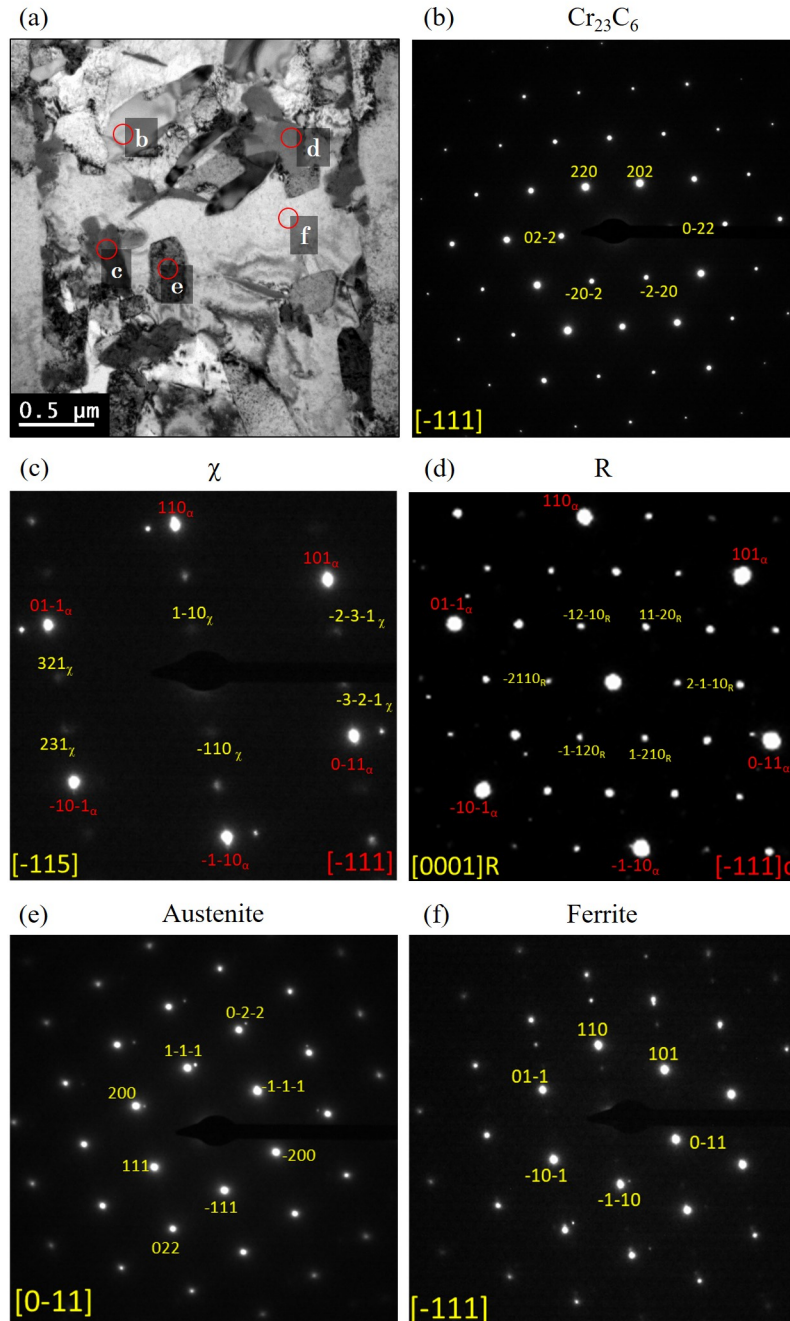 (a)
b
d
f
c
e
0.5 μm
(b) Cr23C6
220 202
02-2 0-22
-20-2 -2-20
[-111]
(c) χ
110α
101α
01-1α
1-10χ
-2-3-1χ
321χ
-3-2-1χ
231χ
-110χ
0-11α
-10-1α
-1-10α
[-115] [-111]
(d) R
110α
101α
01-1α
-12-10R 11-20R
-2110R 2-1-10R
-1-120R 1-210R
0-11α
-10-1α
-1-10α
[0001]R [-111]α
(e) Austenite
0-2-2
1-1-1
-1-1-1
200
-200
111
-111
022
[0-11]
(f) Ferrite
110
101
01-1
0-11
-10-1
-1-10
[-111]